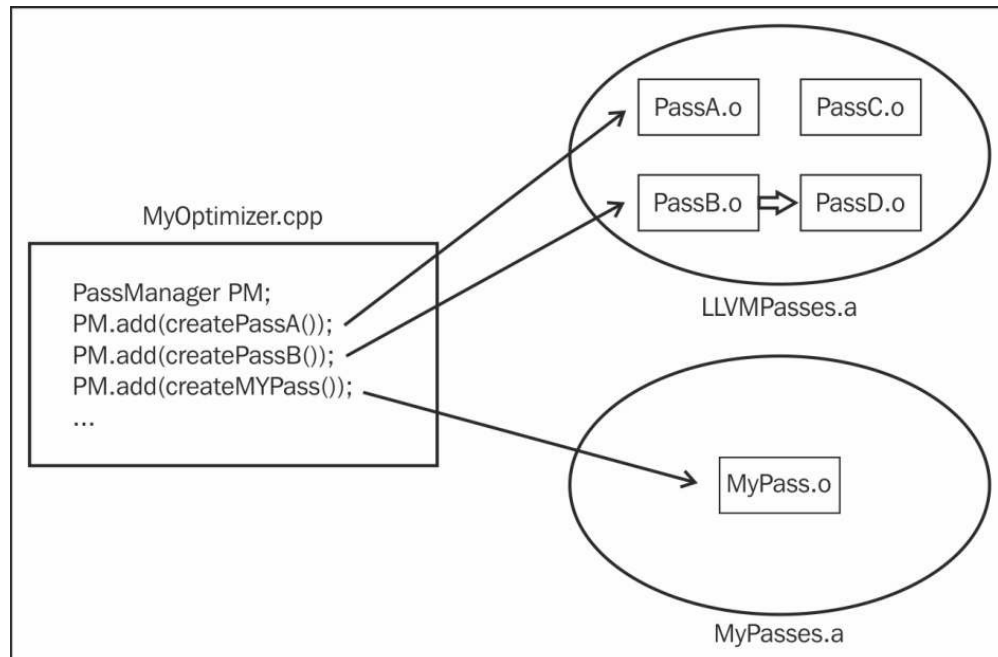 MyOptimizer.cpp
PassManager PM;
PM.add(createPassA());
PM.add(createPassB());
PM.add(createMYPass());
...
PassA.o
PassC.o
PassB.o
PassD.o
LLVMPasses.a
MyPass.o
MyPasses.a